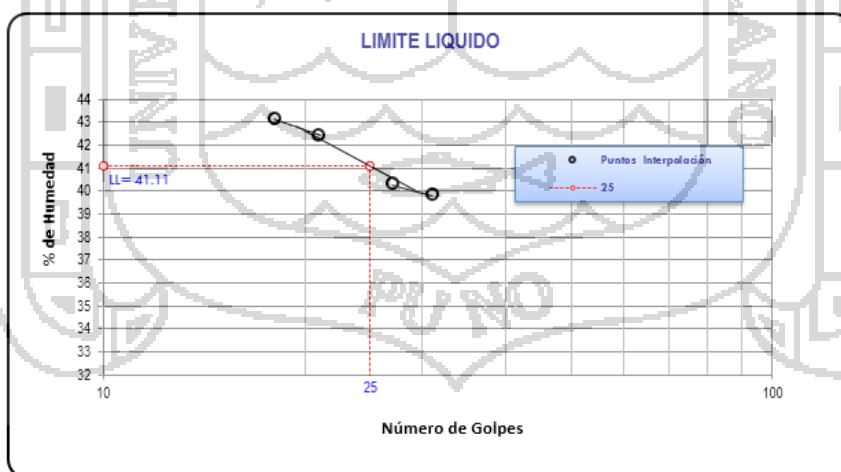 LIMITE LIQUIDO
44
43
42
41
40
39
38
37
36
35
34
33
32
% de Humedad
LL= 41.11
Puntos Interpolación
25
10
25
100
Número de Golpes
PUNO